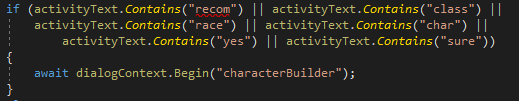 if (activityText.Contains("recom") || activityText.Contains("class") ||
activityText.Contains("race") || activityText.Contains("char") ||
activityText.Contains("yes") || activityText.Contains("sure"))
{
await dialogContext.Begin("characterBuilder");
}